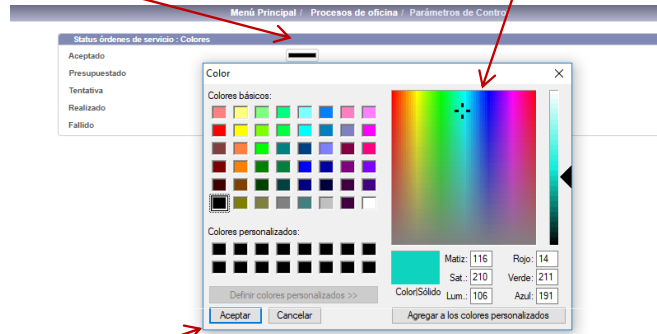 Menú Principal / Procesos de oficina / Parámetros de Control
Status órdenes de servicio : Colores
Aceptado
Presupuestado
Tentativa
Realizado
Fallido
Color
Colores básicos:
Colores personalizados:
Definir colores personalizados >>
Aceptar Cancelar
Color|Sólido
Matiz: 116 Rojo: 14
Sat.: 210 Verde: 211
Lum.: 106 Azul: 191
Agregar a los colores personalizados